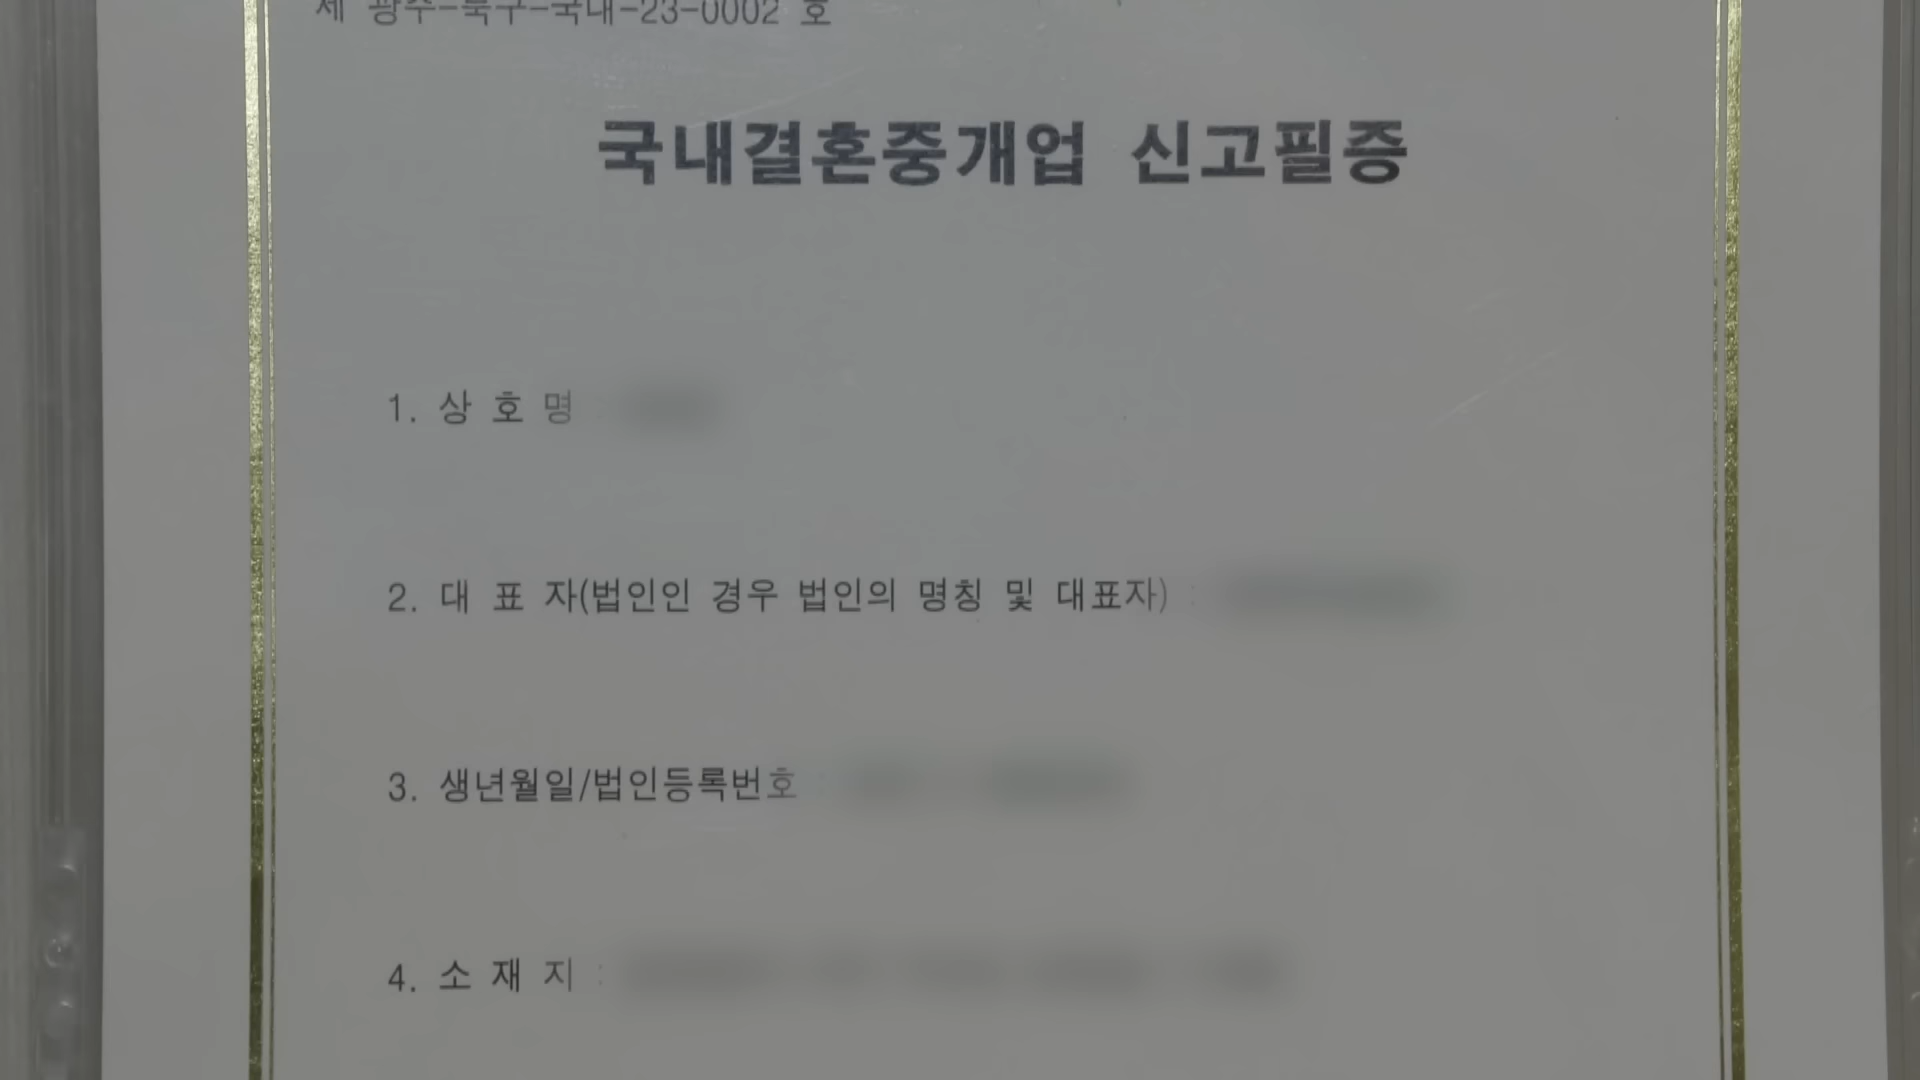 제 광주-북구-국내-23-0002 호
국내결혼중개업 신고필증
1. 상 호 명 :
2. 대 표 자(법인인 경우 법인의 명칭 및 대표자) :
3. 생년월일/법인등록번호 :
4. 소 재 지 :